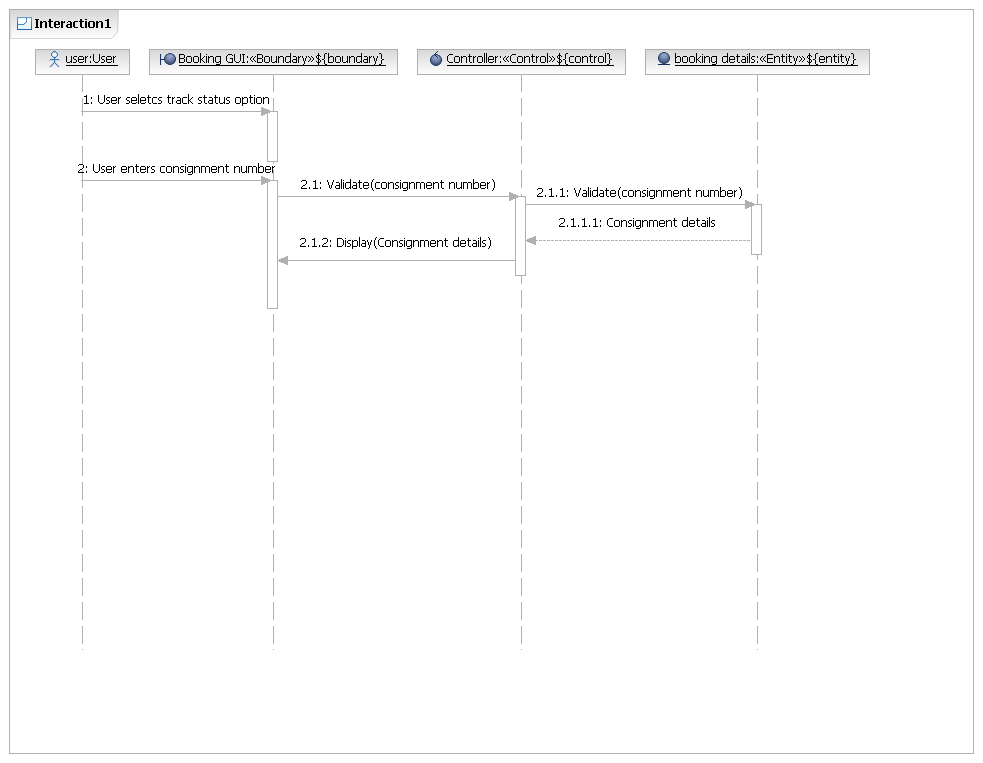 Interaction1
user:User
Booking GUI:«Boundary»${boundary}
Controller:«Control»${control}
booking details:«Entity»${entity}
1: User seletcs track status option
2: User enters consignment number
2.1: Validate(consignment number)
2.1.1: Validate(consignment number)
2.1.1.1: Consignment details
2.1.2: Display(Consignment details)